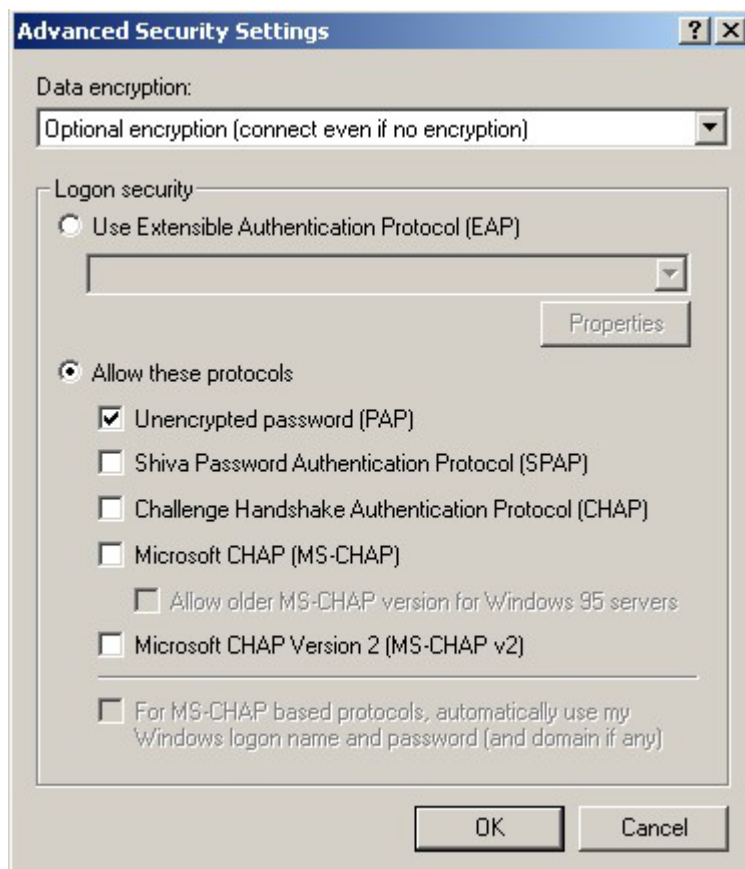 Advanced Security Settings
Data encryption:
Optional encryption (connect even if no encryption)
Logon security
Use Extensible Authentication Protocol (EAP)
Properties
Allow these protocols
Unencrypted password (PAP)
Shiva Password Authentication Protocol (SPAP)
Challenge Handshake Authentication Protocol (CHAP)
Microsoft CHAP (MS-CHAP)
Allow older MS-CHAP version for Windows 95 servers
Microsoft CHAP Version 2 (MS-CHAP v2)
For MS-CHAP based protocols, automatically use my
Windows logon name and password (and domain if any)
OK Cancel